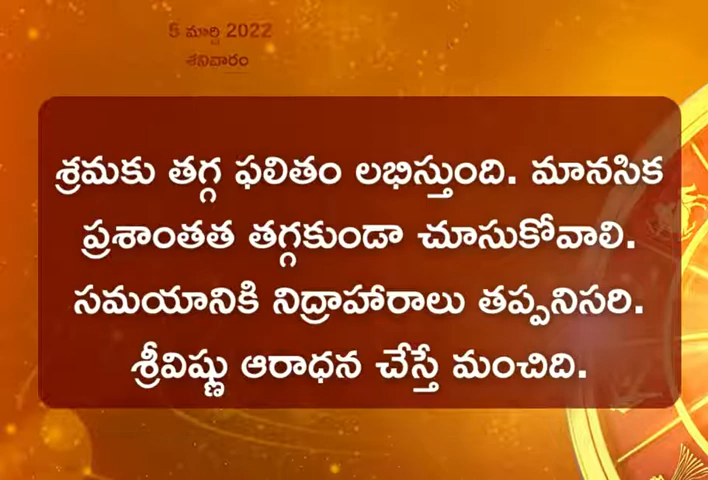 5 మార్చి 2022
శనివారం
శ్రమకు తగ్గ ఫలితం లభిస్తుంది. మానసిక
ప్రశాంతత తగ్గకుండా చూసుకోవాలి.
సమయానికి నిద్రాహారాలు తప్పనిసరి.
శ్రీవిష్ణు ఆరాధన చేస్తే మంచిది.